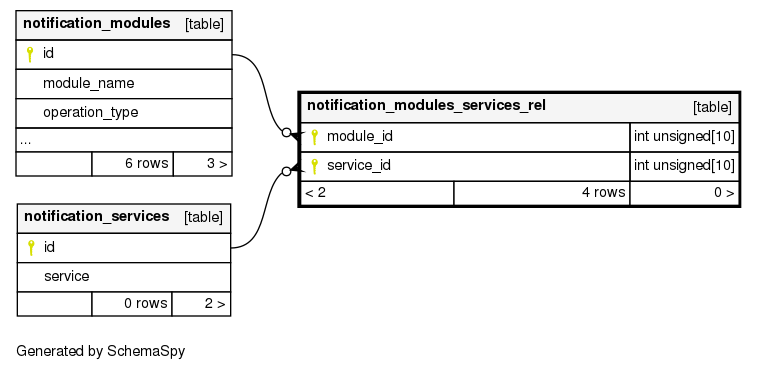 notification_modules [table]
id
module_name
operation_type
...
6 rows 3 >
notification_modules_services_rel [table]
module_id int unsigned[10]
service_id int unsigned[10]
< 2 4 rows 0 >
notification_services [table]
id
service
0 rows 2 >
Generated by SchemaSpy